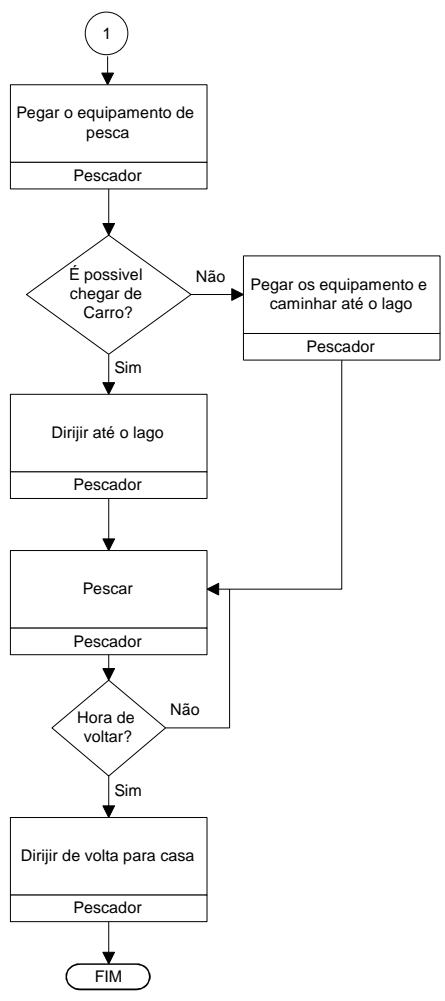 1
Pegar o equipamento de
pesca
Pescador
É possivel
chegar de
Carro?
Não
Pegar os equipamento e
caminhar até o lago
Pescador
Sim
Dirijir até o lago
Pescador
Pescar
Pescador
Hora de
voltar?
Não
Sim
Dirijir de volta para casa
Pescador
FIM